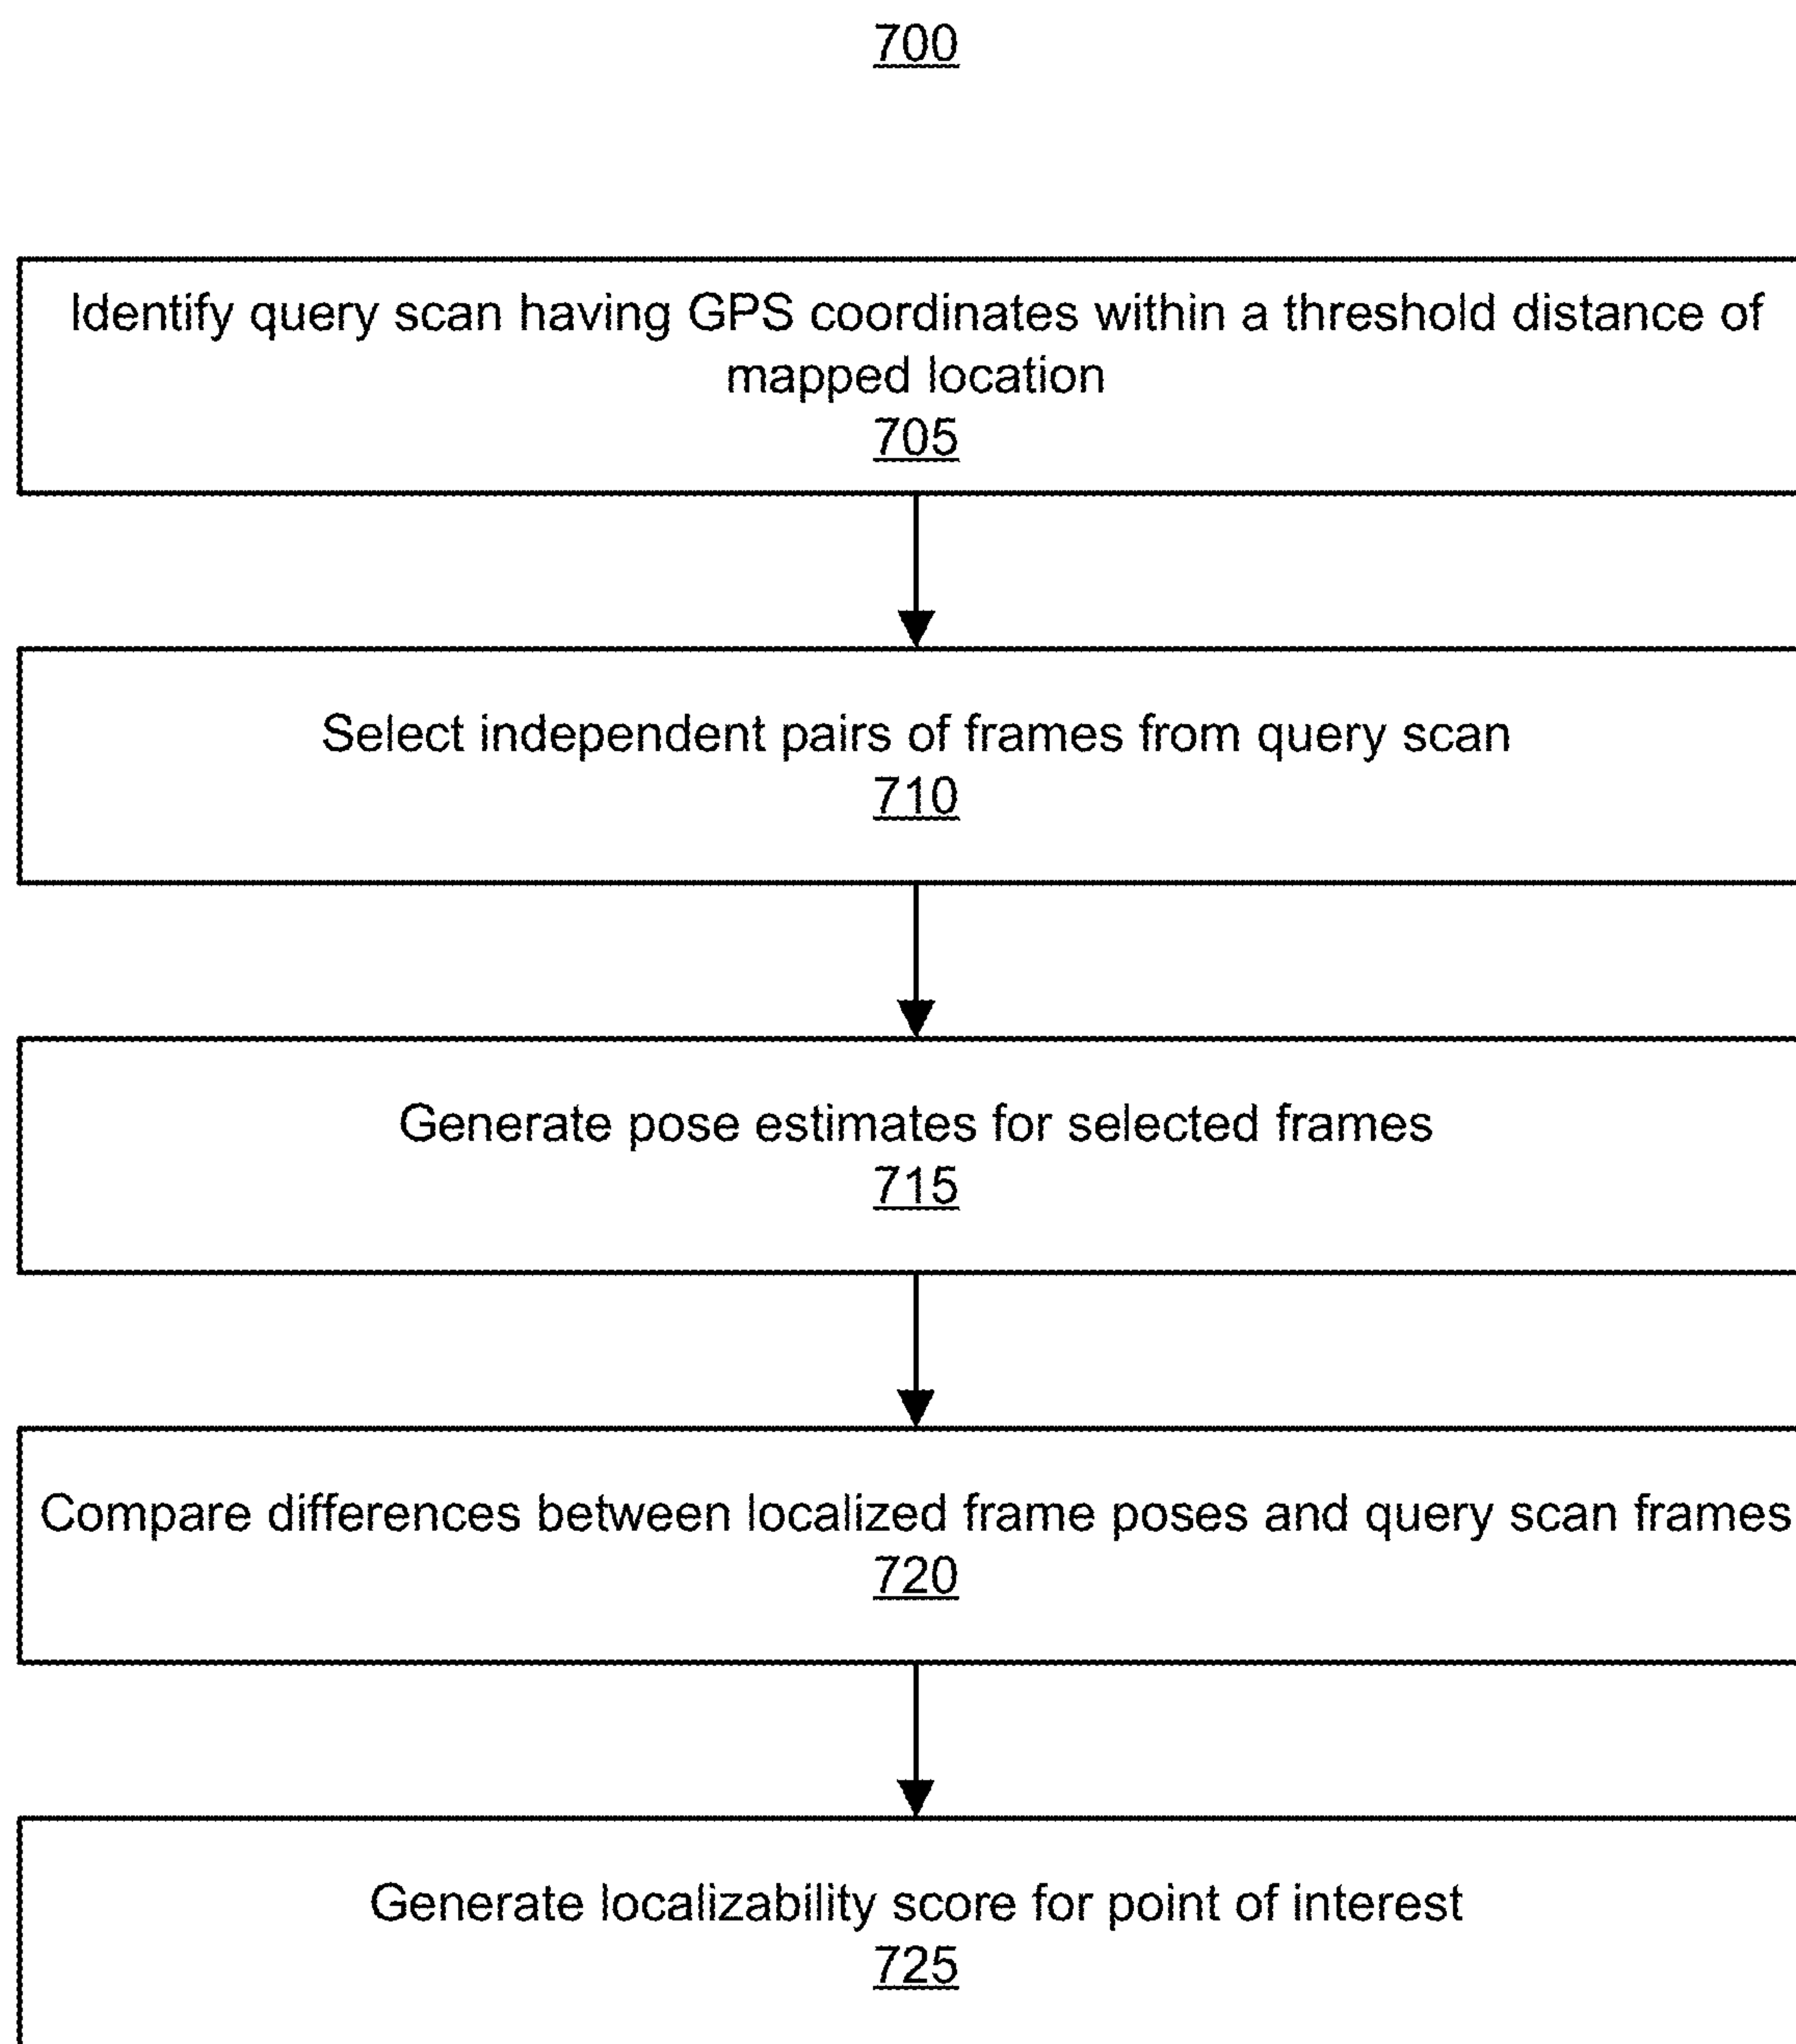 700
Identify query scan having GPS coordinates within a threshold distance of
mapped location
705
Select independent pairs of frames from query scan
710
Generate pose estimates for selected frames
715
Compare differences between localized frame poses and query scan frames
720
Generate localizability score for point of interest
725